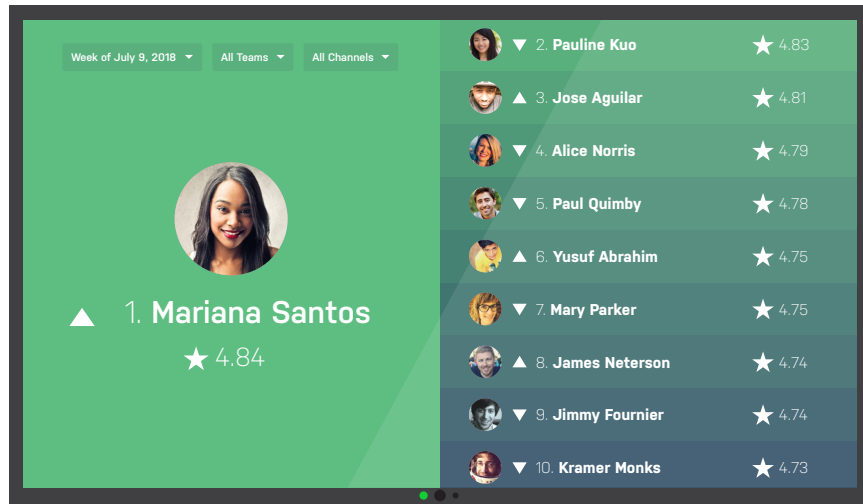 Week of July 9, 2018 All Teams All Channels
1. Mariana Santos
4.84
2. Pauline Kuo 4.83
3. Jose Aguilar 4.81
4. Alice Norris 4.79
5. Paul Quimby 4.78
6. Yusuf Abrahim 4.75
7. Mary Parker 4.75
8. James Neterson 4.74
9. Jimmy Fournier 4.74
10. Kramer Monks 4.73